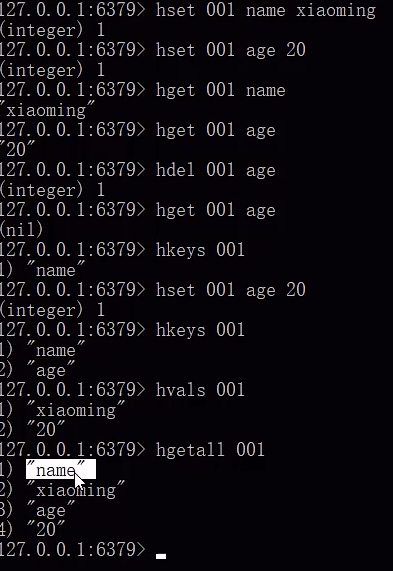 127.0.0.1:6379> hset 001 name xiaoming
(integer) 1
127.0.0.1:6379> hset 001 age 20
(integer) 1
127.0.0.1:6379> hget 001 name
"xiaoming"
127.0.0.1:6379> hget 001 age
"20"
127.0.0.1:6379> hdel 001 age
(integer) 1
127.0.0.1:6379> hget 001 age
(nil)
127.0.0.1:6379> hkeys 001
1) "name"
127.0.0.1:6379> hset 001 age 20
(integer) 1
127.0.0.1:6379> hkeys 001
1) "name"
2) "age"
127.0.0.1:6379> hvals 001
1) "xiaoming"
2) "20"
127.0.0.1:6379> hgetall 001
1) "name"
2) "xiaoming"
3) "age"
4) "20"
127.0.0.1:6379>